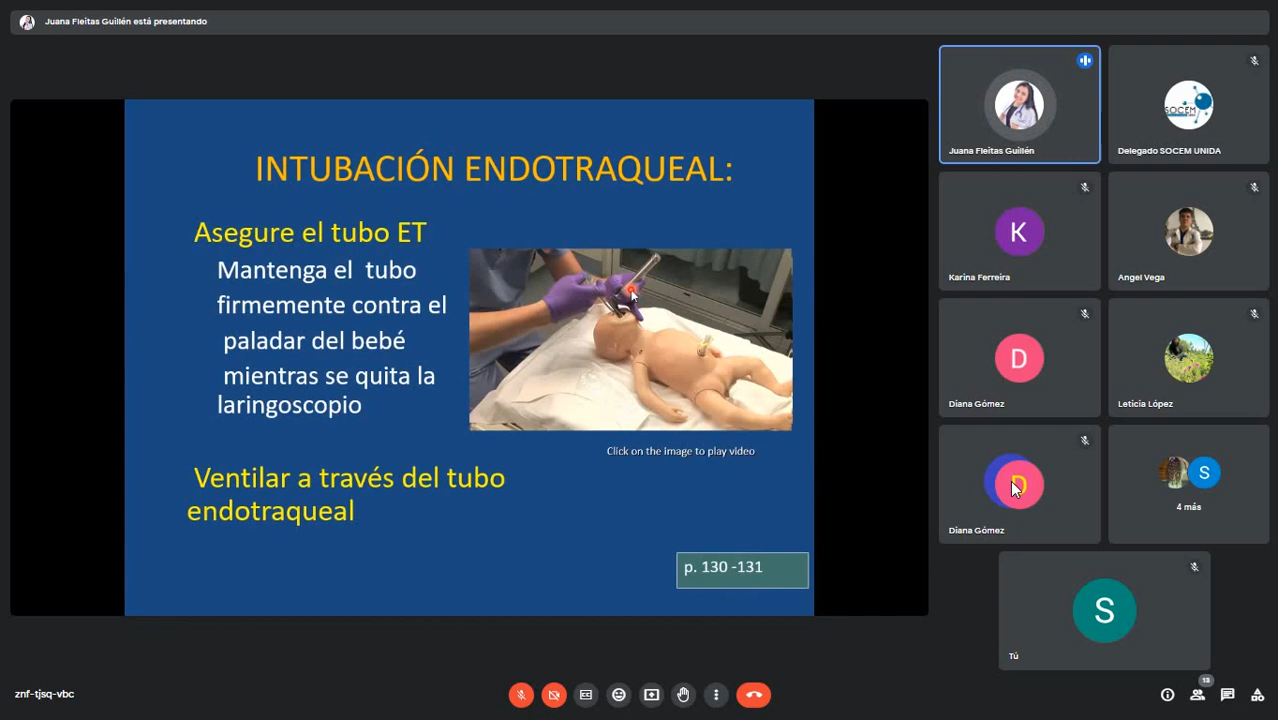 Juana Fleitas Guillén está presentando
INTUBACIÓN ENDOTRAQUEAL:
Asegure el tubo ET
Mantenga el tubo
firmemente contra el
paladar del bebé
mientras se quita la
laringoscopio
Click on the image to play video
Ventilar a través del tubo
endotraqueal
p. 130 -131
Juana Fleitas Guillén
SOCEM
Delegado SOCEM UNIDA
K
Karina Ferreira
Angel Vega
D
Diana Gómez
Leticia López
D
Diana Gómez
S
4 más
S
Tú
znf-tjsq-vbc
13